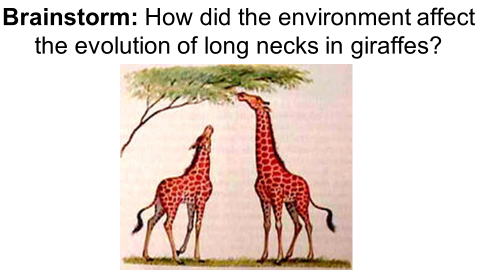 Brainstorm: How did the environment affect
the evolution of long necks in giraffes?